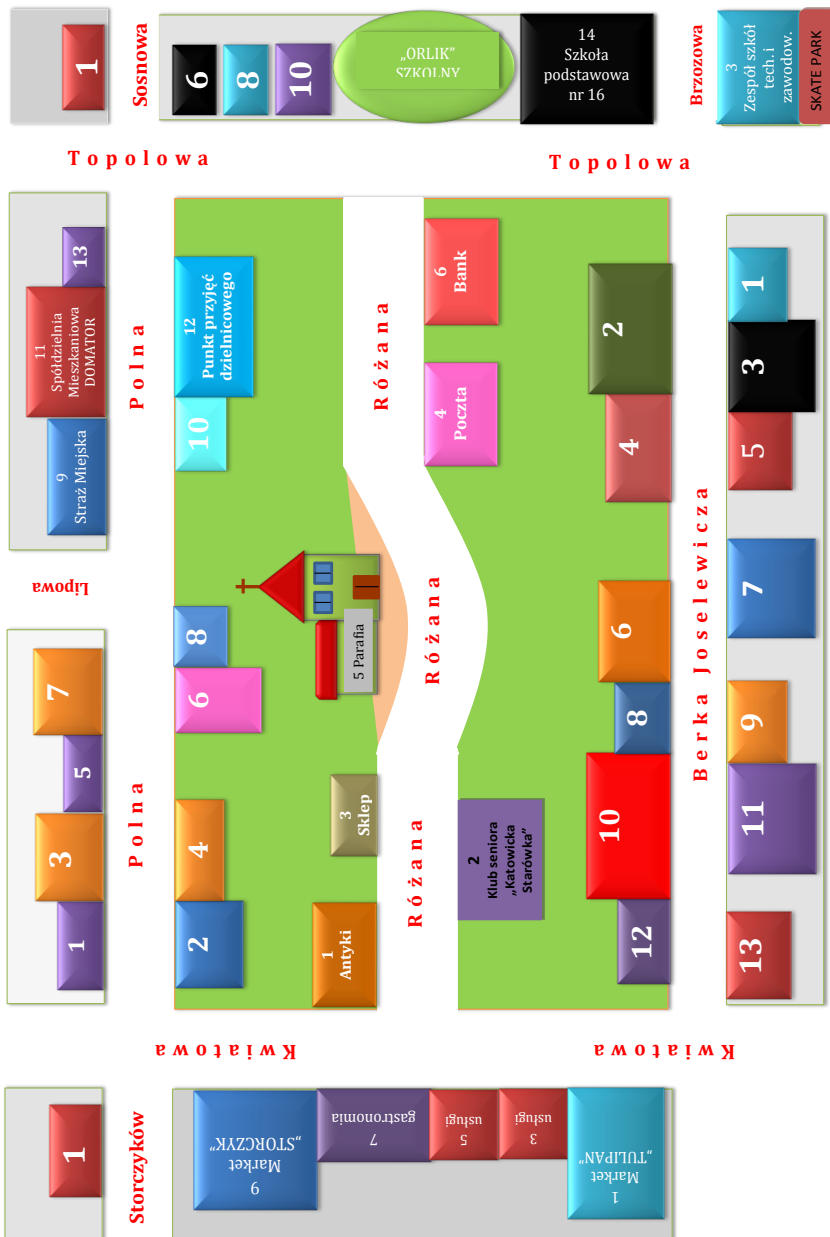 1
Sosnowa
6
8
10
„ORLIK”
SZKOLNY
14
Szkoła
podstawowa
nr 16
Brzozowa
3
Zespół szkół
tech. i
zawodow.
SKATE PARK
Topolowa
Topolowa
13
11
Spółdzielnia
Mieszkaniowa
DOMATOR
9
Straż Miejska
Polna
12
Punkt przyjęć
dzielnicowego
10
Różana
6
Bank
4
Poczta
2
4
1
3
5
Lipowa
8
6
5 Parafia
Różana
6
8
Berka Joselewicza
7
7
5
3
1
Polna
4
2
3
Sklep
1
Antyki
Różana
2
Klub seniora
„Katowicka
Starówka”
10
12
9
11
13
Kwiatowa
Kwiatowa
1
Storczyków
9
Market
„STORCZYK”
7
gastronomia
5
usługi
3
usługi
1
Market
„TULIPAN”